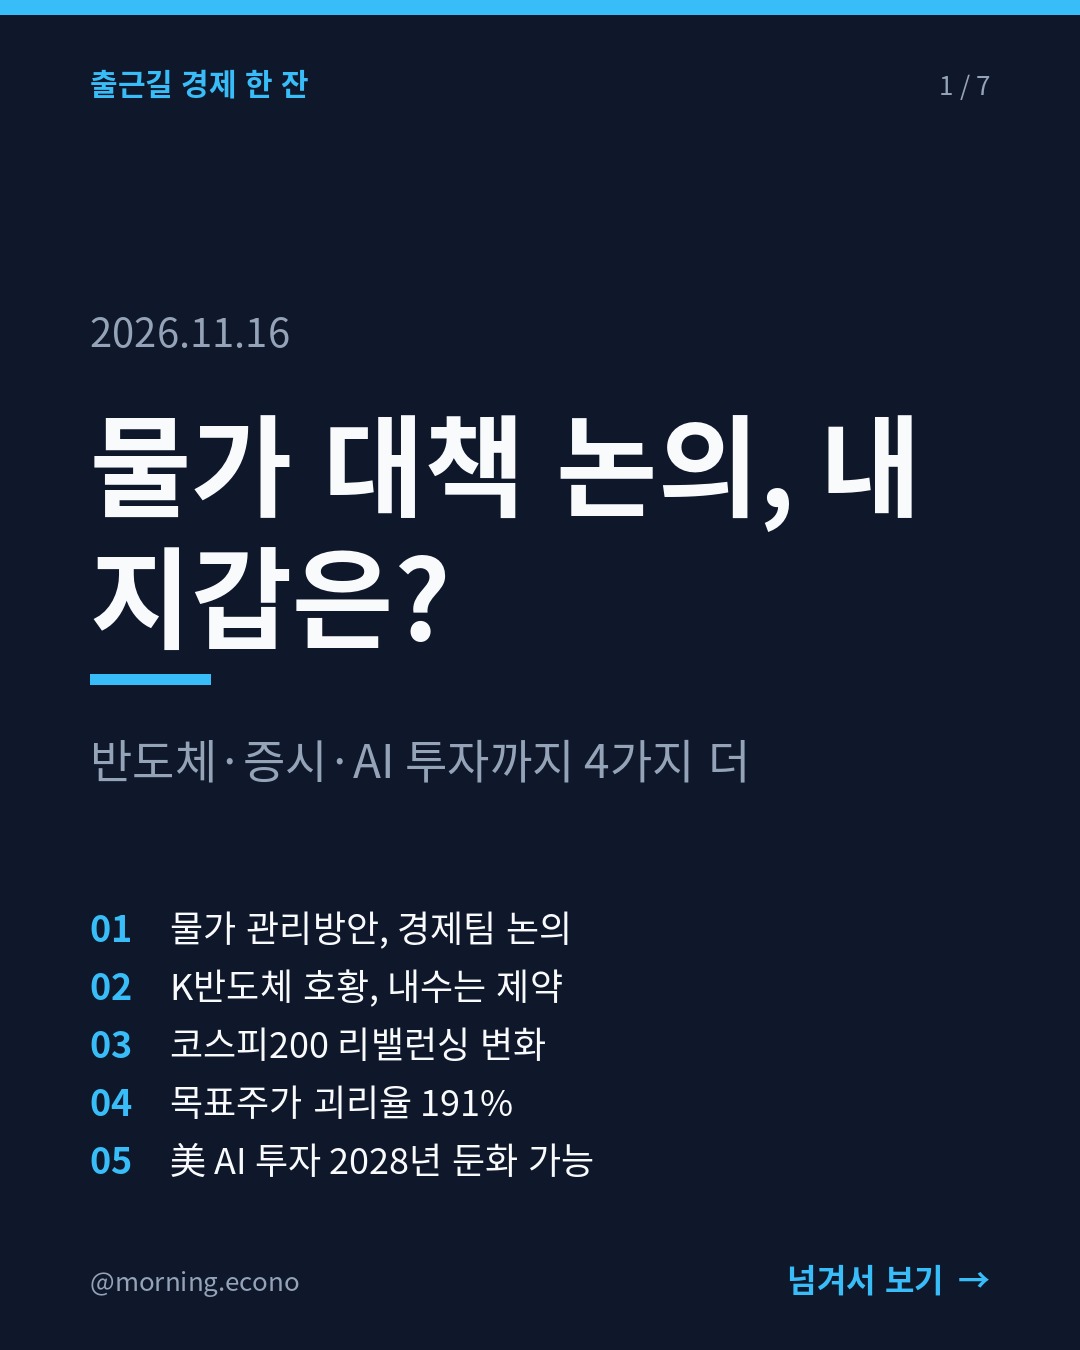 출근길 경제 한 잔
1 / 7
2026.11.16
물가 대책 논의, 내
지갑은?
반도체·증시·AI 투자까지 4가지 더
01 물가 관리방안, 경제팀 논의
02 K반도체 호황, 내수는 제약
03 코스피200 리밸런싱 변화
04 목표주가 괴리율 191%
05 美 AI 투자 2028년 둔화 가능
@morning.econo
넘겨서 보기 →